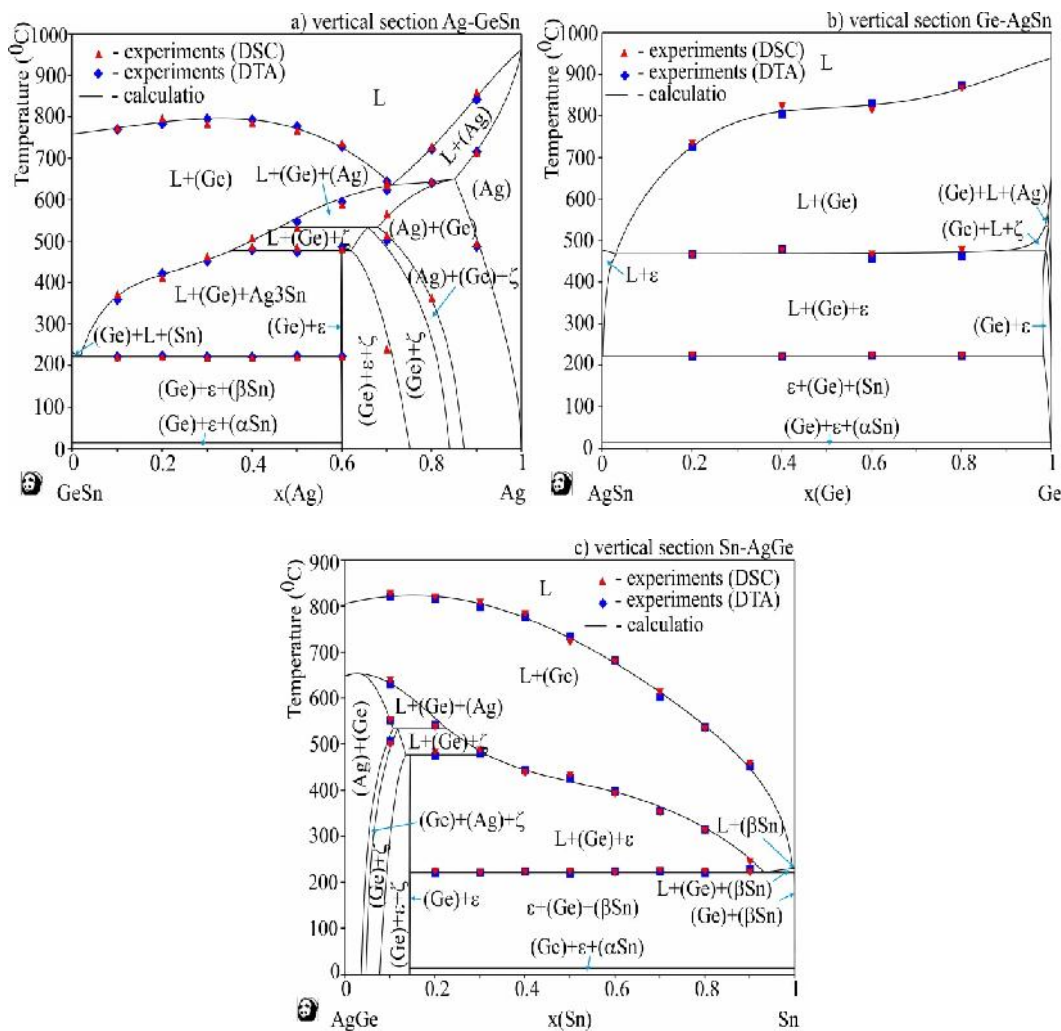 a) vertical section Ag-GeSn
Temperature (⁰C)
1000
900
800
700
600
500
400
300
200
100
0
- experiments (DSC)
- experiments (DTA)
- calculatio
L
L+(Ag)
L+(Ge)
L+(Ge)+(Ag)
(Ag)
L+(Ge)+ζ
(Ag)+(Ge)
(Ag)+(Ge)−ζ
L+(Ge)+Ag3Sn
(Ge)+L+(Sn)
(Ge)+ε
(Ge)+ε+ζ
(Ge)+ζ
(Ge)+ε+(βSn)
(Ge)+ε+(αSn)
0 0.2 0.4 0.6 0.8 1
GeSn x(Ag) Ag
b) vertical section Ge-AgSn
Temperature (⁰C)
1000
900
800
700
600
500
400
300
200
100
0
- experiments (DSC)
- experiments (DTA)
- calculatio
L
L+(Ge)
(Ge)+L+(Ag)
(Ge)+L+ζ
L+ε
L+(Ge)+ε
(Ge)+ε
ε+(Ge)+(Sn)
(Ge)+ε+(αSn)
0 0.2 0.4 0.6 0.8 1
AgSn x(Ge) Ge
c) vertical section Sn-AgGe
Temperature (⁰C)
900
800
700
600
500
400
300
200
100
0
- experiments (DSC)
- experiments (DTA)
- calculatio
L
L+(Ge)
L+(Ge)+(Ag)
L+(Ge)+ζ
(Ag)+(Ge)
(Ge)+(Ag)+ζ
L+(Ge)+ε
L+(βSn)
(Ge)+ζ
L+(Ge)+(βSn)
(Ge)+ε
(Ge)+(βSn)
(Ge)+ε−ζ
ε+(Ge)−(βSn)
(Ge)+ε+(αSn)
0 0.2 0.4 0.6 0.8 1
AgGe x(Sn) Sn